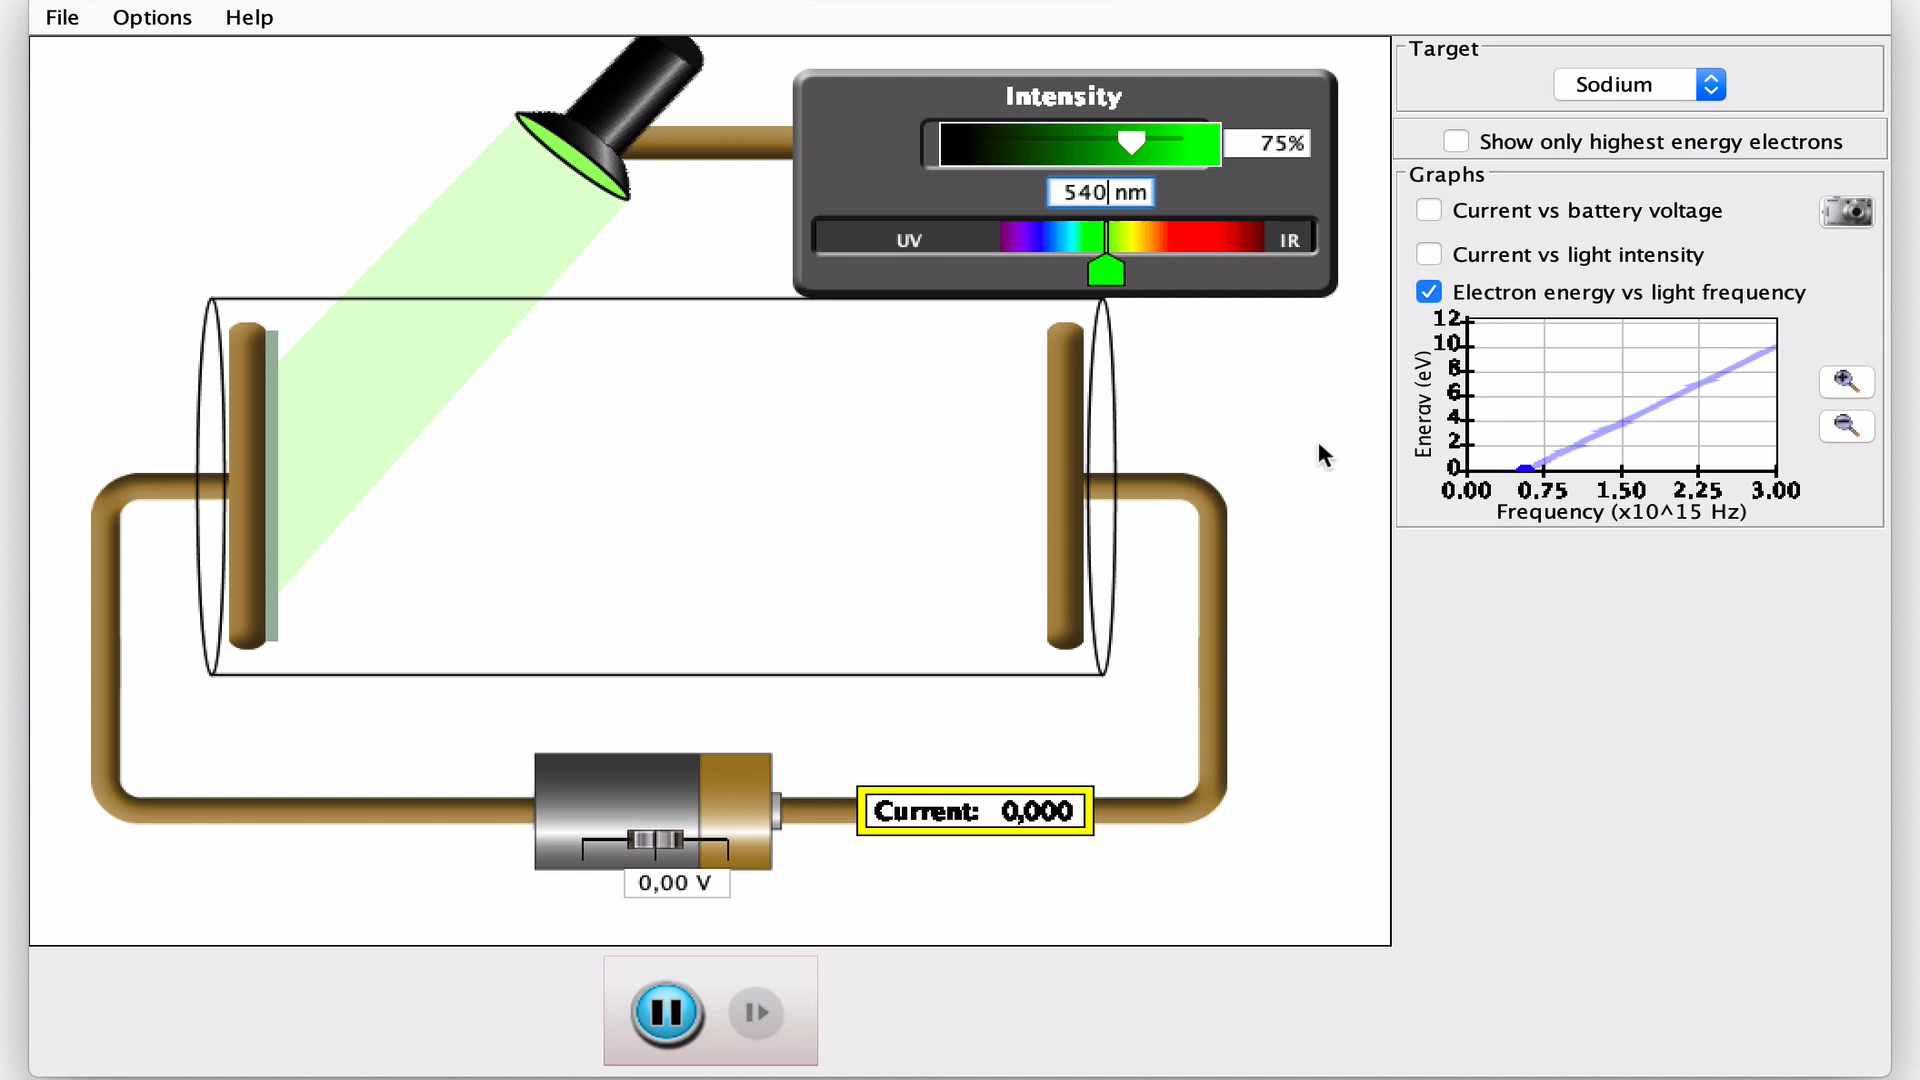 File Options Help
Intensity
75%
540 nm
UV IR
Current: 0,000
0,00 V
Target
Sodium
Show only highest energy electrons
Graphs
Current vs battery voltage
Current vs light intensity
Electron energy vs light frequency
12
10
8
6
4
2
0
Energy (eV)
0.00 0.75 1.50 2.25 3.00
Frequency (x10^15 Hz)